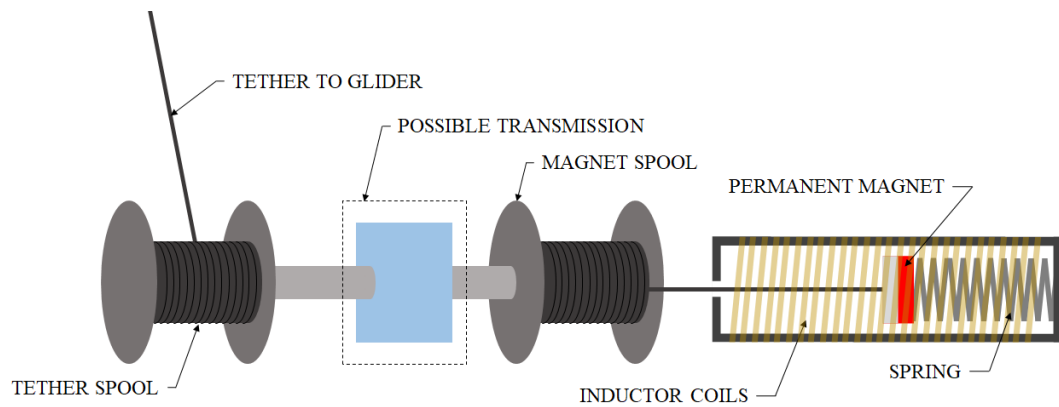 TETHER TO GLIDER
POSSIBLE TRANSMISSION
MAGNET SPOOL
PERMANENT MAGNET
TETHER SPOOL
INDUCTOR COILS
SPRING